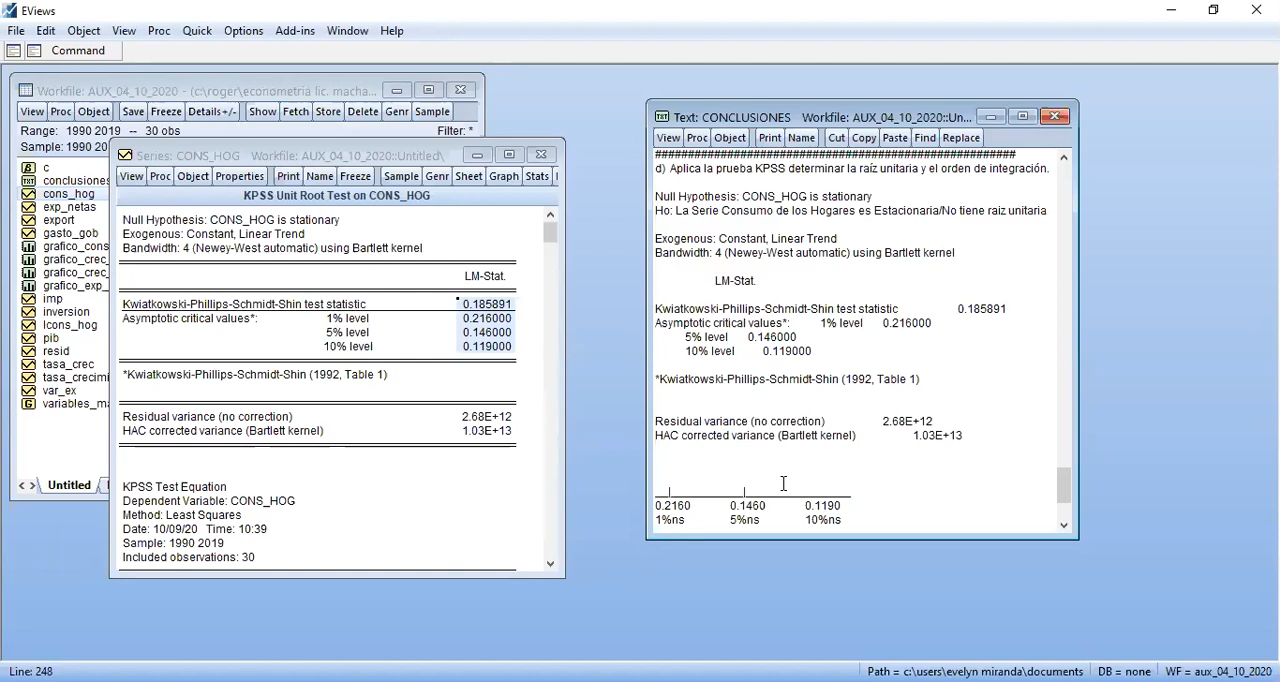 EViews
File Edit Object View Proc Quick Options Add-ins Window Help
Command
Workfile: AUX_04_10_2020 - (c:\roger\econometria lic. macha...
View Proc Object Save Freeze Details+/- Show Fetch Store Delete Genr Sample
Range: 1990 2019 -- 30 obs Filter: *
Sample: 1990
c
conclusiones
cons_hog
exp_netas
export
gasto_gob
grafico_cons
grafico_crec_
grafico_crec_
grafico_exp_
imp
inversion
lcons_hog
pib
resid
tasa_crec
tasa_crecimi
var_ex
variables_ma
Untitled
Series: CONS_HOG Workfile: AUX_04_10_2020::Untitled\
View Proc Object Properties Print Name Freeze Sample Genr Sheet Graph Stats
KPSS Unit Root Test on CONS_HOG
Null Hypothesis: CONS_HOG is stationary
Exogenous: Constant, Linear Trend
Bandwidth: 4 (Newey-West automatic) using Bartlett kernel
LM-Stat.
Kwiatkowski-Phillips-Schmidt-Shin test statistic 0.185891
Asymptotic critical values*: 1% level 0.216000
5% level 0.146000
10% level 0.119000
*Kwiatkowski-Phillips-Schmidt-Shin (1992, Table 1)
Residual variance (no correction) 2.68E+12
HAC corrected variance (Bartlett kernel) 1.03E+13
KPSS Test Equation
Dependent Variable: CONS_HOG
Method: Least Squares
Date: 10/09/20 Time: 10:39
Sample: 1990 2019
Included observations: 30
Text: CONCLUSIONES Workfile: AUX_04_10_2020::Un...
View Proc Object Print Name Cut Copy Paste Find Replace
######################################################
d) Aplica la prueba KPSS determinar la raíz unitaria y el orden de integración.
Null Hypothesis: CONS_HOG is stationary
Ho: La Serie Consumo de los Hogares es Estacionaria/No tiene raiz unitaria
Exogenous: Constant, Linear Trend
Bandwidth: 4 (Newey-West automatic) using Bartlett kernel
LM-Stat.
Kwiatkowski-Phillips-Schmidt-Shin test statistic 0.185891
Asymptotic critical values*: 1% level 0.216000
5% level 0.146000
10% level 0.119000
*Kwiatkowski-Phillips-Schmidt-Shin (1992, Table 1)
Residual variance (no correction) 2.68E+12
HAC corrected variance (Bartlett kernel) 1.03E+13
0.2160 0.1460 0.1190
1%ns 5%ns 10%ns
Line: 248 Path = c:\users\evelyn miranda\documents DB = none WF = aux_04_10_2020